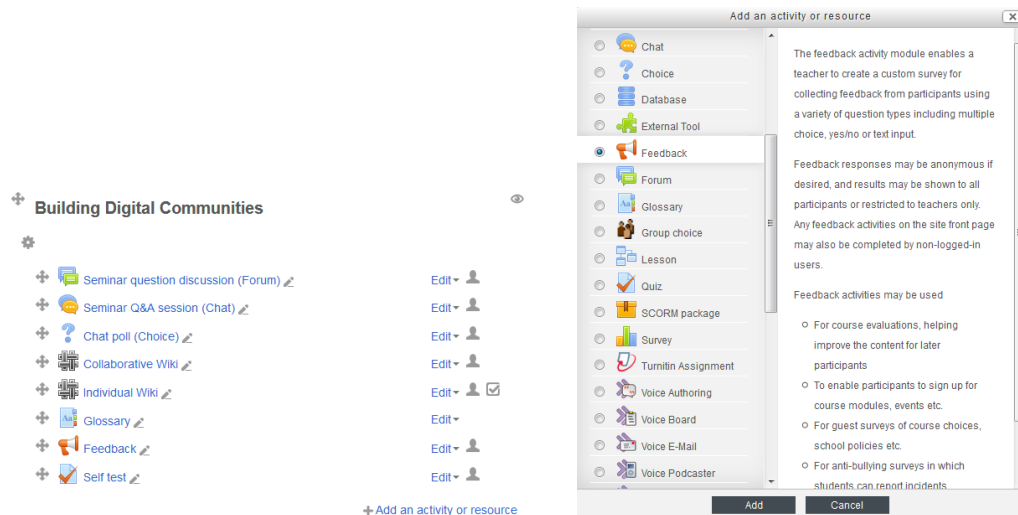 Building Digital Communities
Seminar question discussion (Forum) Edit
Seminar Q&A session (Chat) Edit
Chat poll (Choice) Edit
Collaborative Wiki Edit
Individual Wiki Edit
Glossary Edit
Feedback Edit
Self test Edit
Add an activity or resource
Add an activity or resource
Chat
Choice
Database
External Tool
Feedback
Forum
Glossary
Group choice
Lesson
Quiz
SCORM package
Survey
Turnitin Assignment
Voice Authoring
Voice Board
Voice E-Mail
Voice Podcaster
The feedback activity module enables a
teacher to create a custom survey for
collecting feedback from participants using
a variety of question types including multiple
choice, yes/no or text input.
Feedback responses may be anonymous if
desired, and results may be shown to all
participants or restricted to teachers only.
Any feedback activities on the site front page
may also be completed by non-logged-in
users.
Feedback activities may be used
For course evaluations, helping
improve the content for later
participants
To enable participants to sign up for
course modules, events etc.
For guest surveys of course choices,
school policies etc.
For anti-bullying surveys in which
students can report incidents
Add Cancel